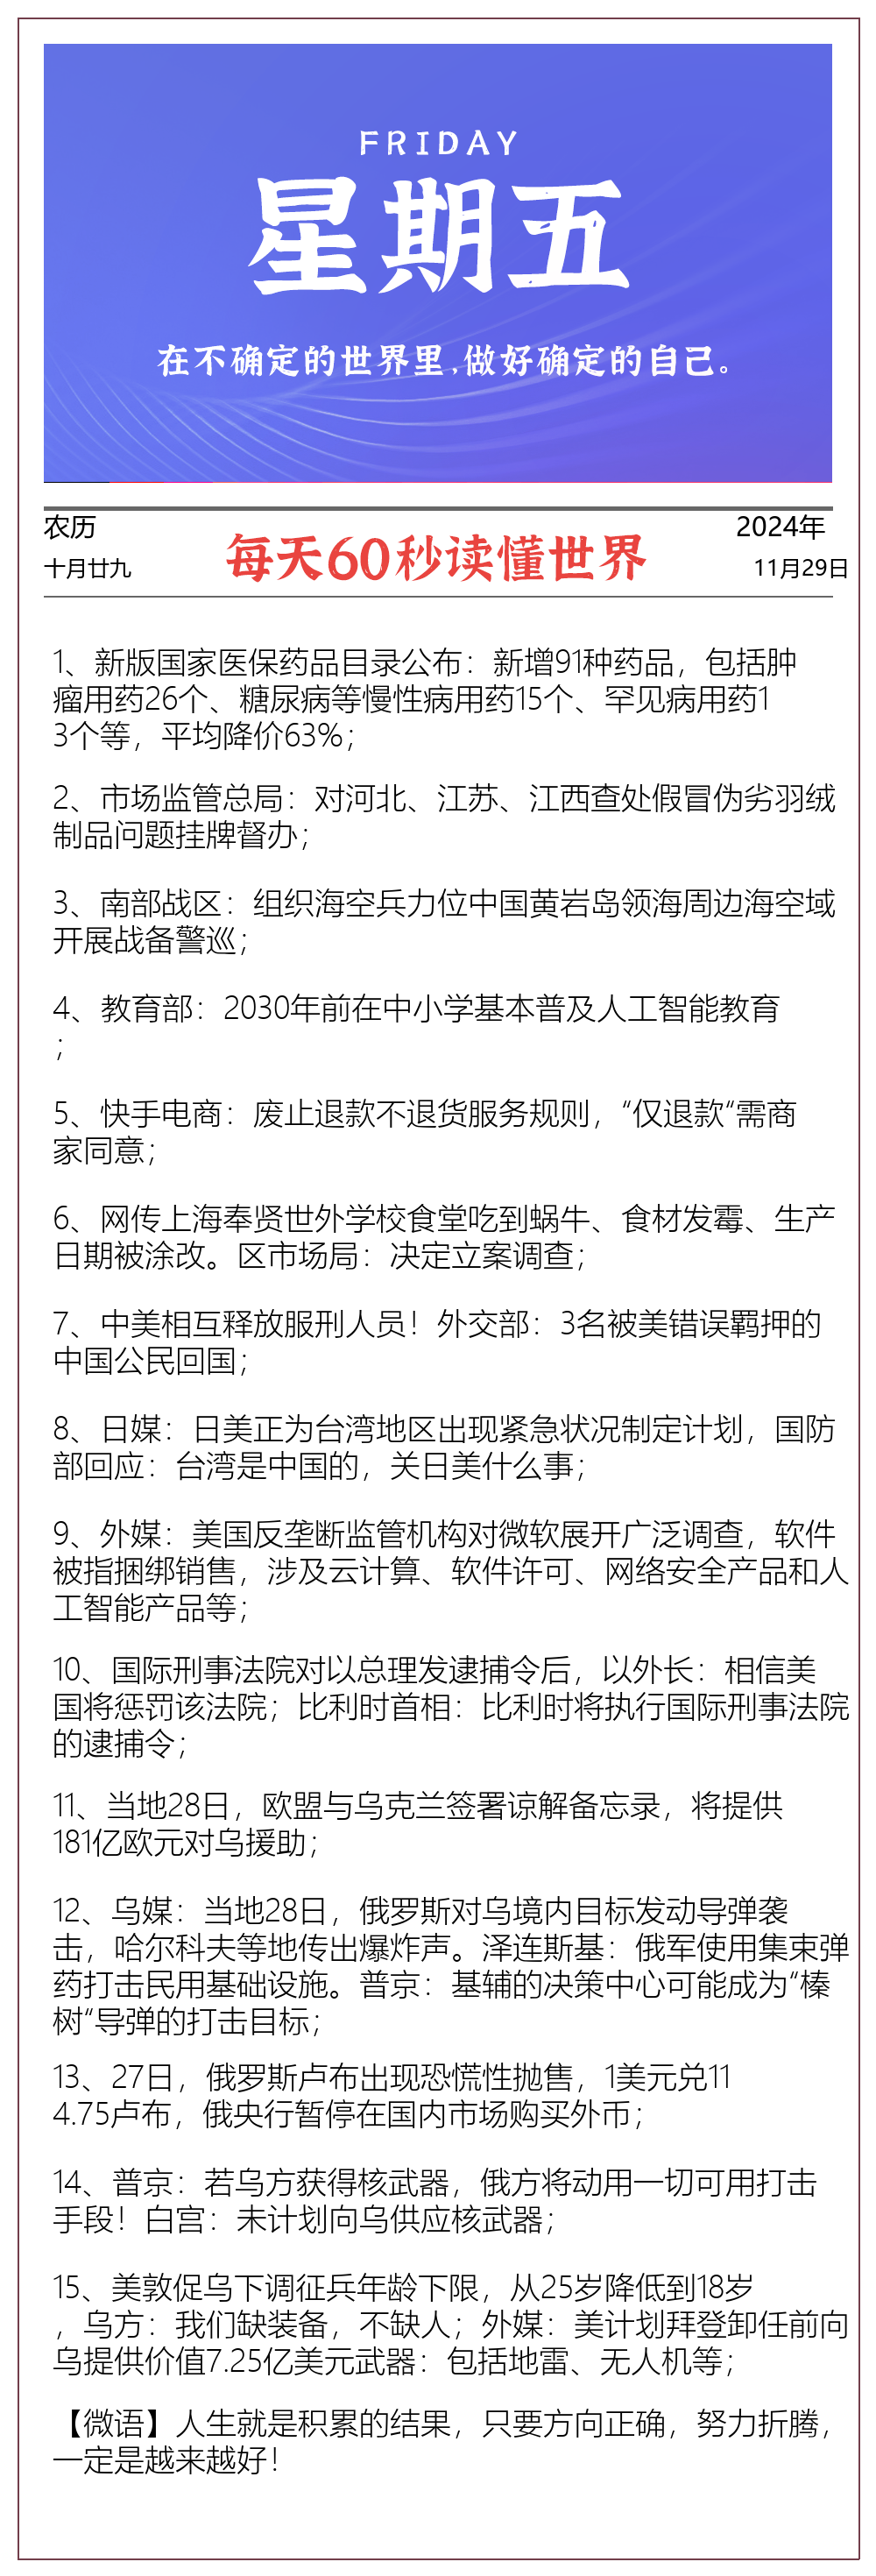 FRIDAY
星期五
在不确定的世界里,做好确定的自己。
农历
十月廿九
每天60秒读懂世界
2024年
11月29日
1、新版国家医保药品目录公布：新增91种药品，包括肿
瘤用药26个、糖尿病等慢性病用药15个、罕见病用药1
3个等，平均降价63%；
2、市场监管总局：对河北、江苏、江西查处假冒伪劣羽绒
制品问题挂牌督办；
3、南部战区：组织海空兵力位中国黄岩岛领海周边海空域
开展战备警巡；
4、教育部：2030年前在中小学基本普及人工智能教育
；
5、快手电商：废止退款不退货服务规则，“仅退款“需商
家同意；
6、网传上海奉贤世外学校食堂吃到蜗牛、食材发霉、生产
日期被涂改。区市场局：决定立案调查；
7、中美相互释放服刑人员！外交部：3名被美错误羁押的
中国公民回国；
8、日媒：日美正为台湾地区出现紧急状况制定计划，国防
部回应：台湾是中国的，关日美什么事；
9、外媒：美国反垄断监管机构对微软展开广泛调查，软件
被指捆绑销售，涉及云计算、软件许可、网络安全产品和人
工智能产品等；
10、国际刑事法院对以总理发逮捕令后，以外长：相信美
国将惩罚该法院；比利时首相：比利时将执行国际刑事法院
的逮捕令；
11、当地28日，欧盟与乌克兰签署谅解备忘录，将提供
181亿欧元对乌援助；
12、乌媒：当地28日，俄罗斯对乌境内目标发动导弹袭
击，哈尔科夫等地传出爆炸声。泽连斯基：俄军使用集束弹
药打击民用基础设施。普京：基辅的决策中心可能成为“榛
树“导弹的打击目标；
13、27日，俄罗斯卢布出现恐慌性抛售，1美元兑11
4.75卢布，俄央行暂停在国内市场购买外币；
14、普京：若乌方获得核武器，俄方将动用一切可用打击
手段！白宫：未计划向乌供应核武器；
15、美敦促乌下调征兵年龄下限，从25岁降低到18岁
，乌方：我们缺装备，不缺人；外媒：美计划拜登卸任前向
乌提供价值7.25亿美元武器：包括地雷、无人机等；
【微语】人生就是积累的结果，只要方向正确，努力折腾，
一定是越来越好！